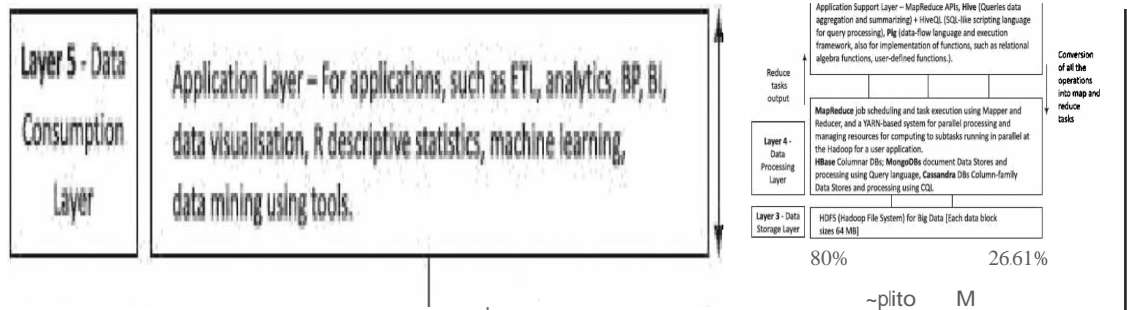 Layer 5 - Data
Consumption
Layer
Application Layer – For applications, such as ETL, analytics, BP, BI,
data visualisation, R descriptive statistics, machine learning,
data mining using tools.
Application Support Layer – MapReduce APIs, Hive (Queries data
aggregation and summarizing) + HiveQL (SQL-like scripting language
for query processing), Pig (data-flow language and execution
framework, also for implementation of functions, such as relational
algebra functions, user-defined functions.).
Reduce
tasks
output
Conversion
of all the
operations
into map and
reduce
tasks
Layer 4 -
Data
Processing
Layer
MapReduce job scheduling and task execution using Mapper and
Reducer, and a YARN-based system for parallel processing and
managing resources for computing to subtasks running in parallel at
the Hadoop for a user application.
HBase Columnar DBs; MongoDBs document Data Stores and
processing using Query language, Cassandra DBs Column-family
Data Stores and processing using CQL
Layer 3 - Data
Storage Layer
HDFS (Hadoop File System) for Big Data [Each data block
sizes 64 MB]
80% 26.61%
~plito M